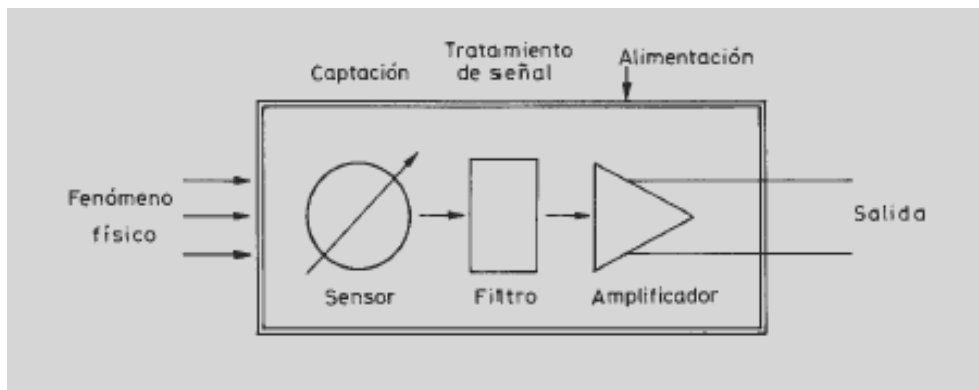 Captación
Tratamiento
de señal
Alimentación
Fenómeno
físico
Salida
Sensor
Filtro
Amplificador